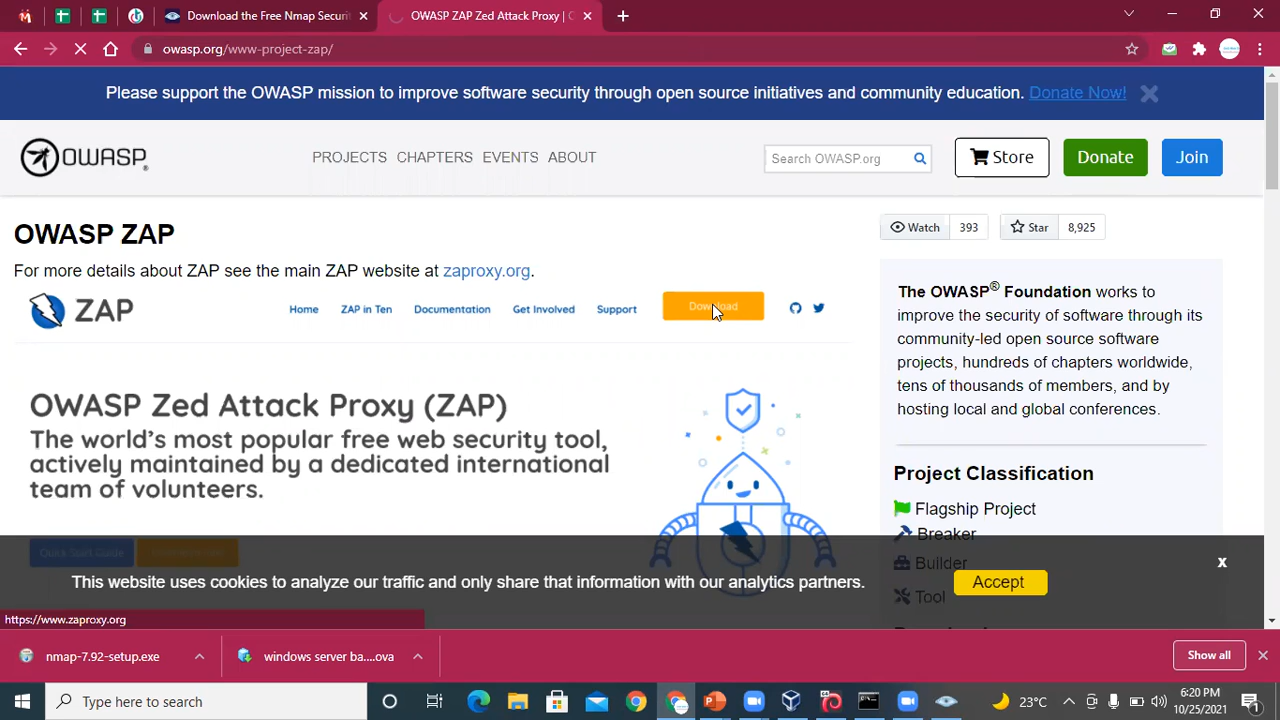 Download the Free Nmap Securit
OWASP ZAP Zed Attack Proxy | O
owasp.org/www-project-zap/
Please support the OWASP mission to improve software security through open source initiatives and community education. Donate Now!
OWASP
PROJECTS CHAPTERS EVENTS ABOUT
Search OWASP.org
Store
Donate
Join
OWASP ZAP
For more details about ZAP see the main ZAP website at zaproxy.org.
ZAP
Home ZAP in Ten Documentation Get Involved Support Download
OWASP Zed Attack Proxy (ZAP)
The world's most popular free web security tool,
actively maintained by a dedicated international
team of volunteers.
Quick Start Guide
Watch 393 Star 8,925
The OWASP® Foundation works to
improve the security of software through its
community-led open source software
projects, hundreds of chapters worldwide,
tens of thousands of members, and by
hosting local and global conferences.
Project Classification
Flagship Project
Breaker
Builder
Tool
This website uses cookies to analyze our traffic and only share that information with our analytics partners.
Accept
x
https://www.zaproxy.org
nmap-7.92-setup.exe
windows server ba....ova
Show all
Type here to search
23°C
6:20 PM
10/25/2021
1